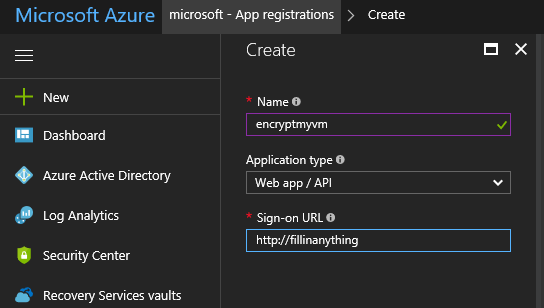 Microsoft Azure microsoft - App registrations > Create
Create
New
* Name
encryptmyvm
Dashboard
Application type
Azure Active Directory
Web app / API
Log Analytics
* Sign-on URL
Security Center
http://fillinanything
Recovery Services vaults